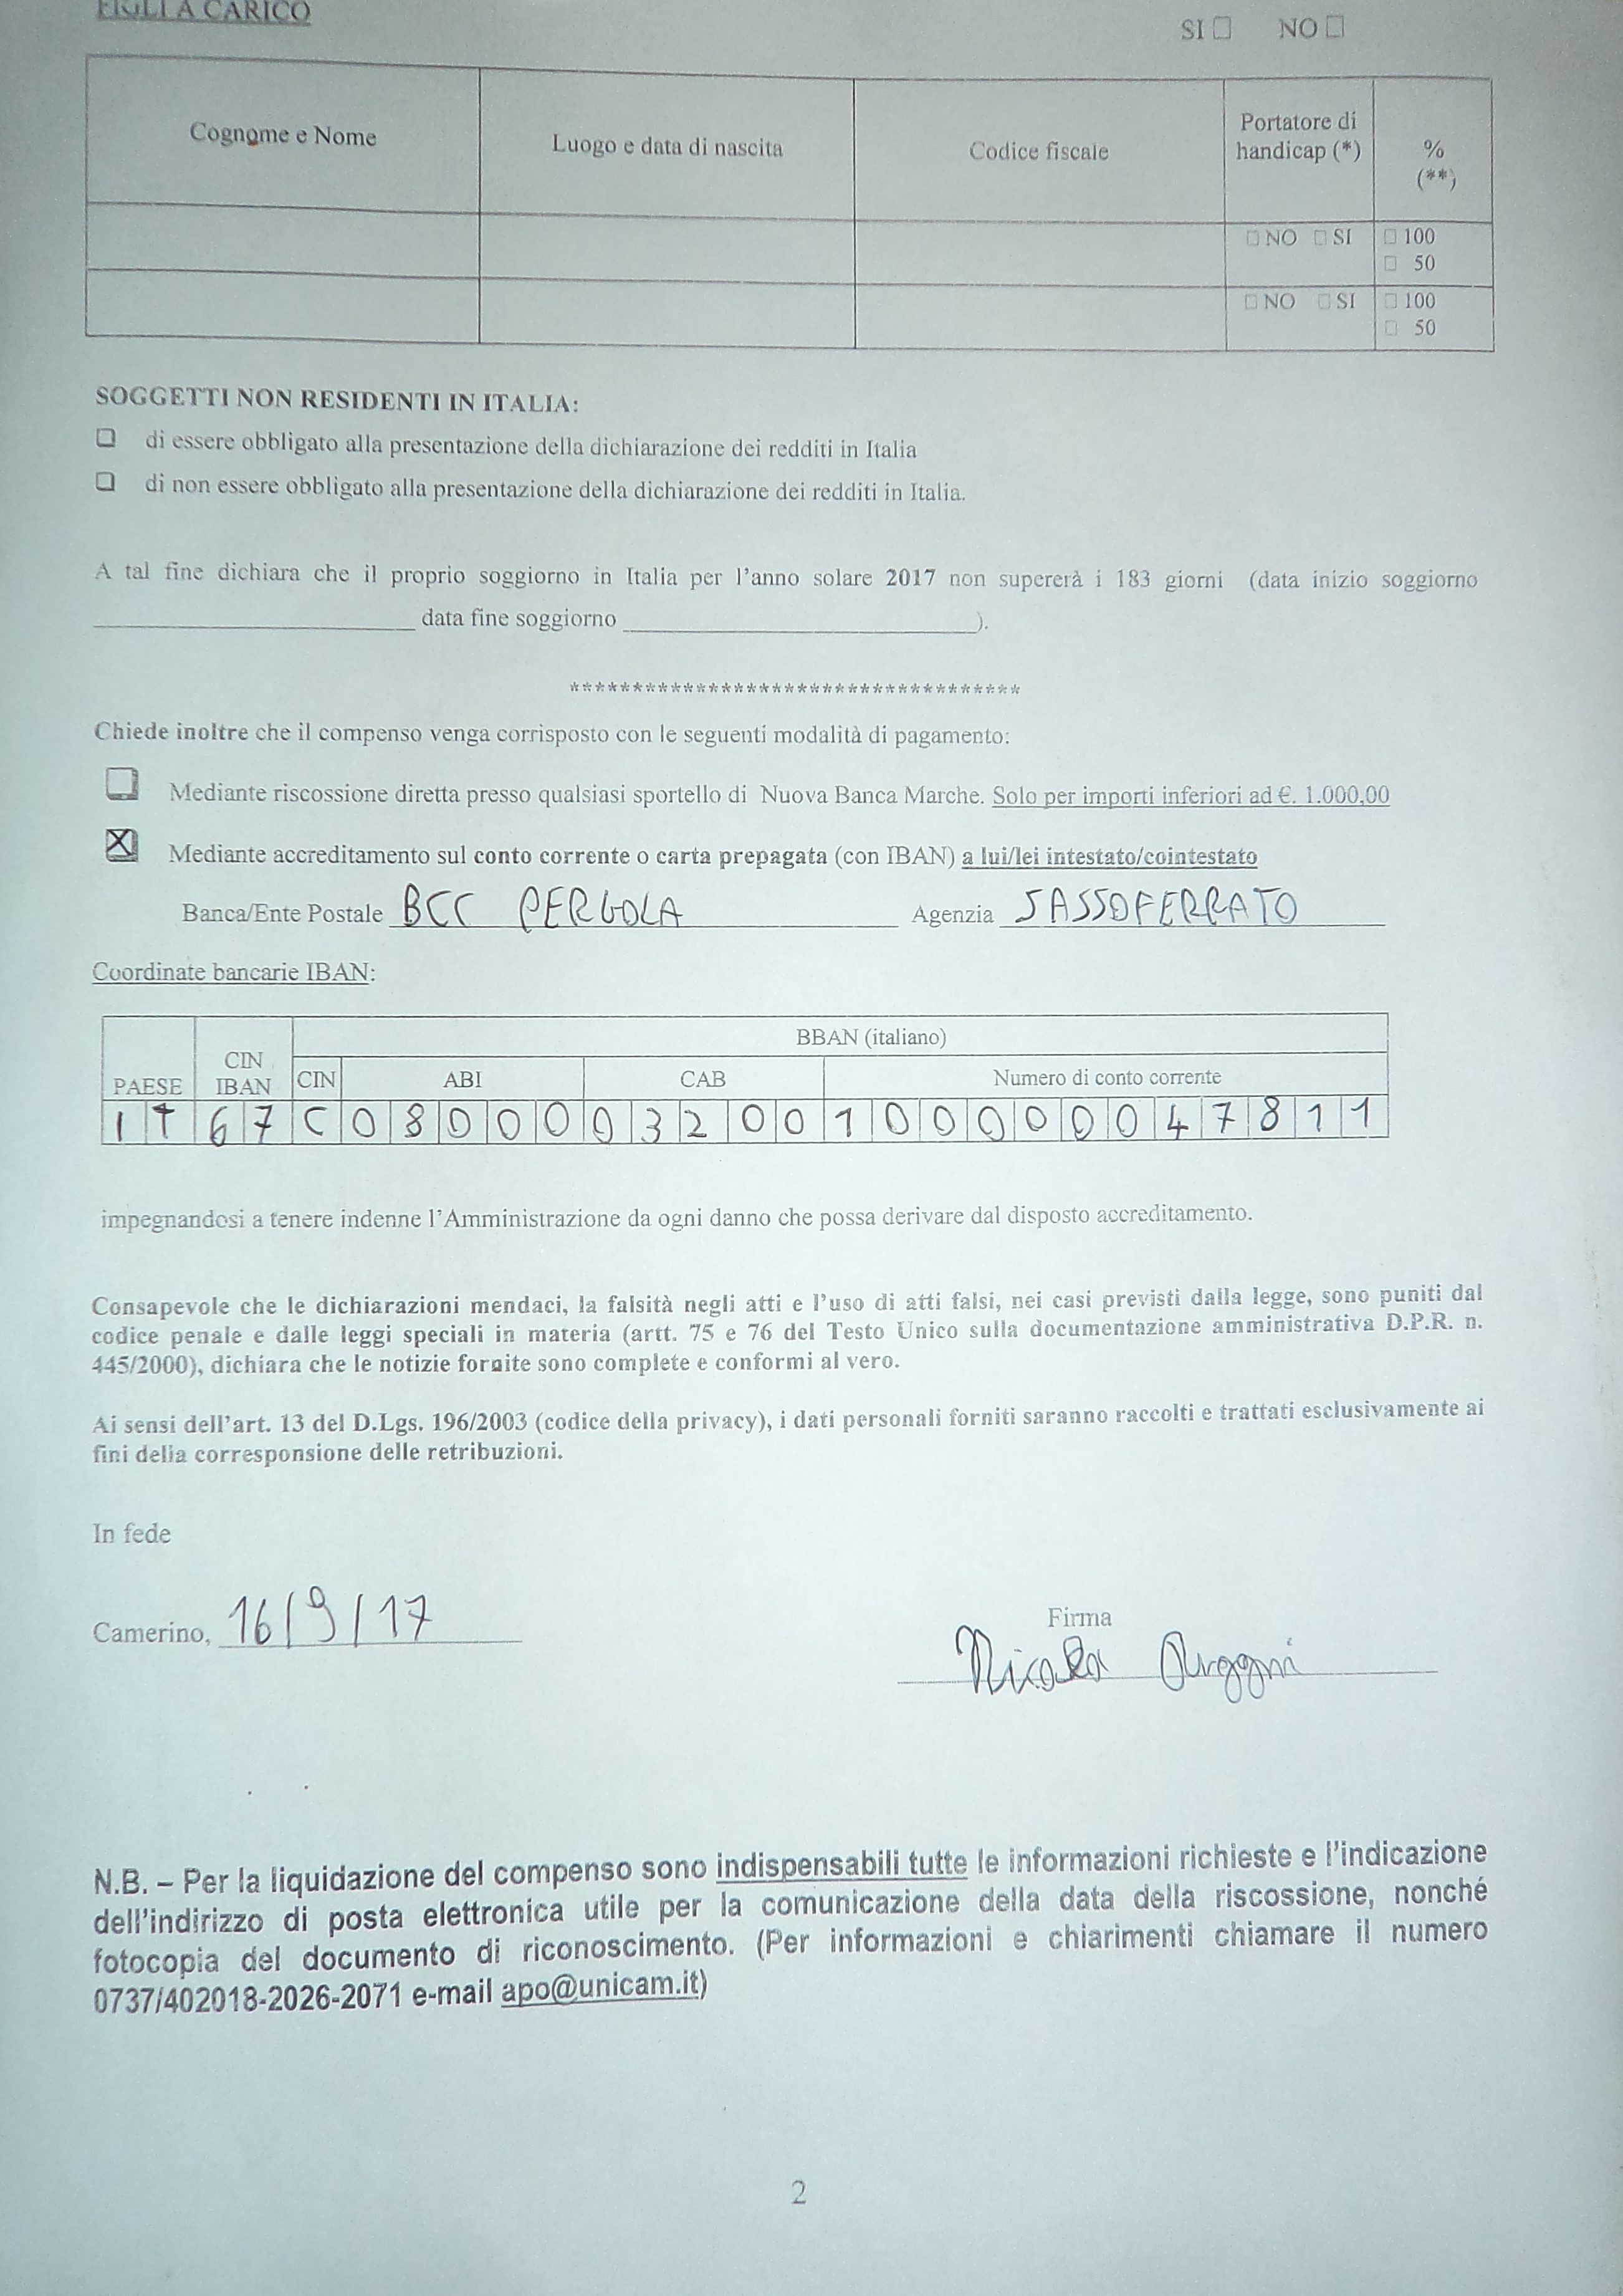 FIGLI A CARICO
SI □ NO □
Cognome e Nome
Luogo e data di nascita
Codice fiscale
Portatore di
handicap (*)
%
(**)
□ NO □ SI
□ 100
□ 50
□ NO □ SI
□ 100
□ 50
SOGGETTI NON RESIDENTI IN ITALIA:
❑ di essere obbligato alla presentazione della dichiarazione dei redditi in Italia
❑ di non essere obbligato alla presentazione della dichiarazione dei redditi in Italia.
A tal fine dichiara che il proprio soggiorno in Italia per l'anno solare 2017 non supererà i 183 giorni (data inizio soggiorno
__________ data fine soggiorno __________).
************************************
Chiede inoltre che il compenso venga corrisposto con le seguenti modalità di pagamento:
❑ Mediante riscossione diretta presso qualsiasi sportello di Nuova Banca Marche. Solo per importi inferiori ad €. 1.000,00
☒ Mediante accreditamento sul conto corrente o carta prepagata (con IBAN) a lui/lei intestato/cointestato
Banca/Ente Postale BCC PERGOLA Agenzia SASSOFERRATO
Coordinate bancarie IBAN:
BBAN (italiano)
PAESE CIN IBAN CIN ABI CAB Numero di conto corrente
I T 6 7 C 0 8 0 0 0 0 3 2 0 0 1 0 0 0 0 0 0 4 7 8 1 1
impegnandosi a tenere indenne l'Amministrazione da ogni danno che possa derivare dal disposto accreditamento.
Consapevole che le dichiarazioni mendaci, la falsità negli atti e l'uso di atti falsi, nei casi previsti dalla legge, sono puniti dal
codice penale e dalle leggi speciali in materia (artt. 75 e 76 del Testo Unico sulla documentazione amministrativa D.P.R. n.
445/2000), dichiara che le notizie fornite sono complete e conformi al vero.
Ai sensi dell'art. 13 del D.Lgs. 196/2003 (codice della privacy), i dati personali forniti saranno raccolti e trattati esclusivamente ai
fini della corresponsione delle retribuzioni.
In fede
Camerino, 16/9/17
Firma
Nicola
N.B. – Per la liquidazione del compenso sono indispensabili tutte le informazioni richieste e l'indicazione
dell'indirizzo di posta elettronica utile per la comunicazione della data della riscossione, nonché
fotocopia del documento di riconoscimento. (Per informazioni e chiarimenti chiamare il numero
0737/402018-2026-2071 e-mail apo@unicam.it)
2